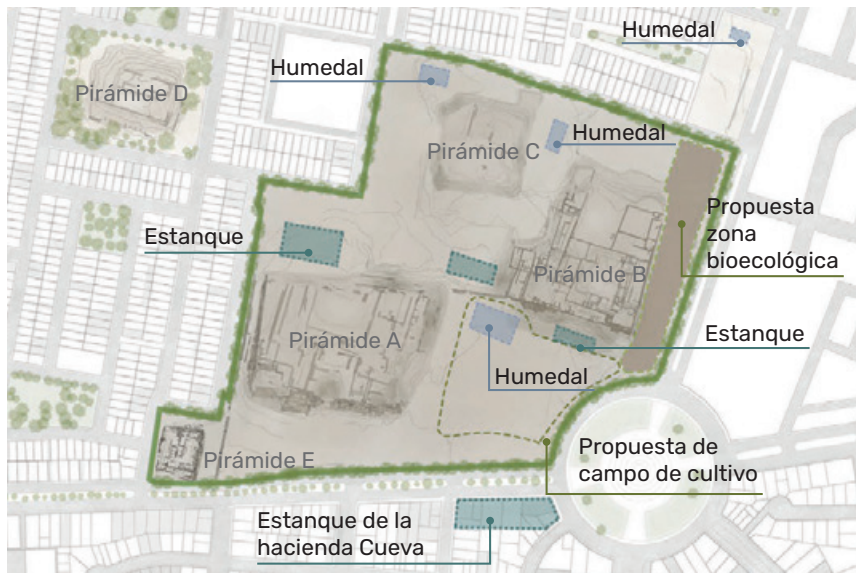 Humedal
Humedal
Pirámide D
Humedal
Pirámide C
Propuesta
zona
bioecológica
Estanque
Pirámide B
Estanque
Pirámide A
Humedal
Propuesta de
campo de cultivo
Pirámide E
Estanque de la
hacienda Cueva